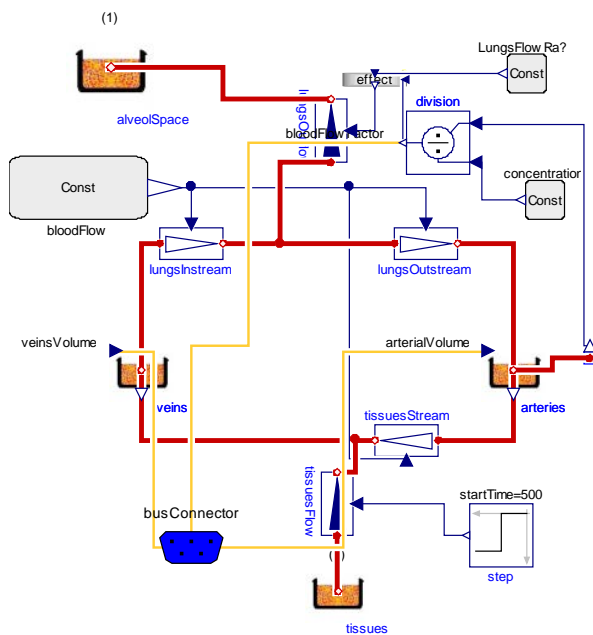 (1)
LungsFlow Ra?
Const
effect
division
alveolSpace
bloodFlowFactor
Const
bloodFlow
concentratior
Const
lungsInstream
lungsOutstream
veinsVolume
arterialVolume
veins
arteries
tissuesStream
tissuesFlow
busConnector
startTime=500
step
tissues